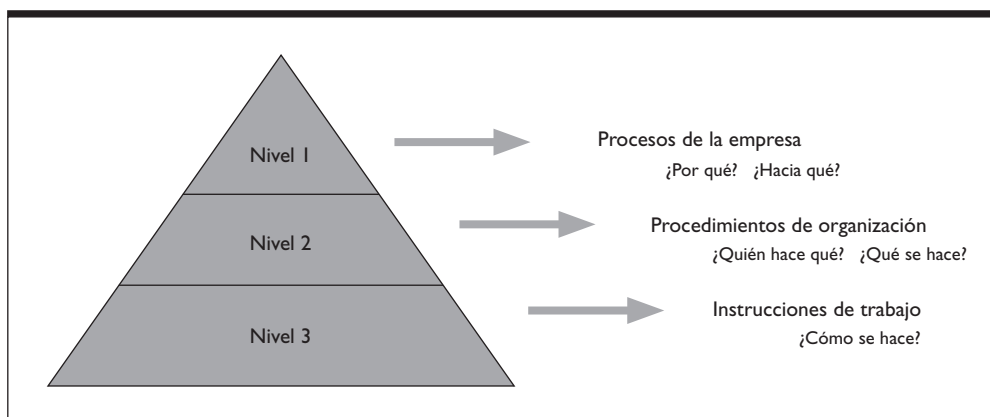 Nivel 1
Procesos de la empresa
¿Por qué? ¿Hacia qué?
Nivel 2
Procedimientos de organización
¿Quién hace qué? ¿Qué se hace?
Nivel 3
Instrucciones de trabajo
¿Cómo se hace?